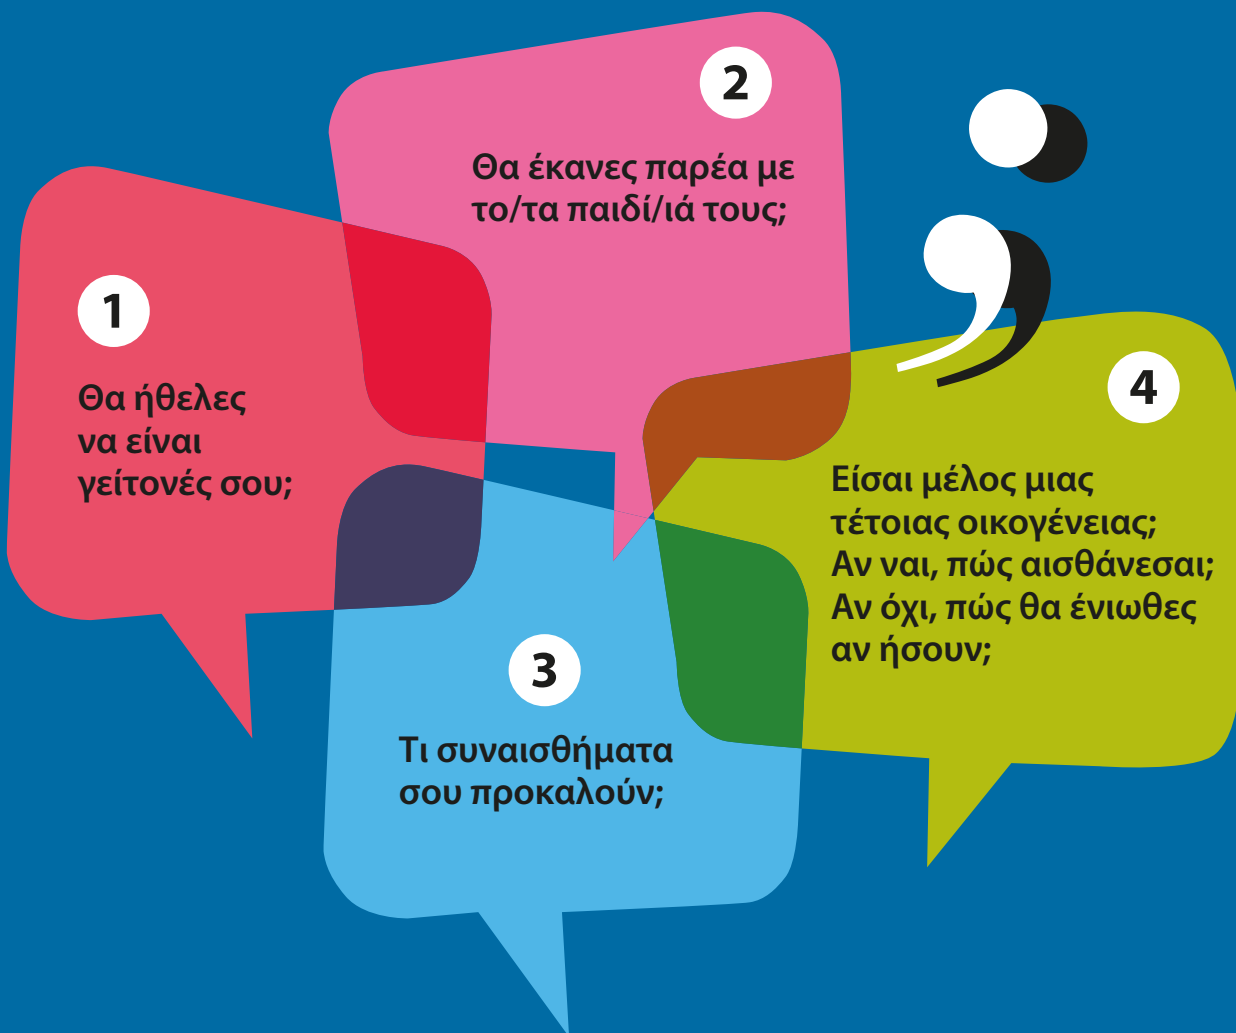 1
Θα ήθελες
να είναι
γείτονές σου;
2
Θα έκανες παρέα με
το/τα παιδί/ιά τους;
3
Τι συναισθήματα
σου προκαλούν;
4
Είσαι μέλος μιας
τέτοιας οικογένειας;
Αν ναι, πώς αισθάνεσαι;
Αν όχι, πώς θα ένιωθες
αν ήσουν;
;